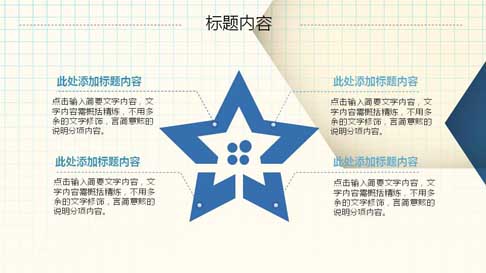 标题内容
此处添加标题内容
点击输入简要文字内容，文
字内容需概括精炼，不用多
余的文字修饰，言简意赅的
说明分项内容。
此处添加标题内容
点击输入简要文字内容，文
字内容需概括精炼，不用多
余的文字修饰，言简意赅的
说明分项内容。
此处添加标题内容
点击输入简要文字内容，文
字内容需概括精炼，不用多
余的文字修饰，言简意赅的
说明分项内容。
此处添加标题内容
点击输入简要文字内容，文
字内容需概括精炼，不用多
余的文字修饰，言简意赅的
说明分项内容。